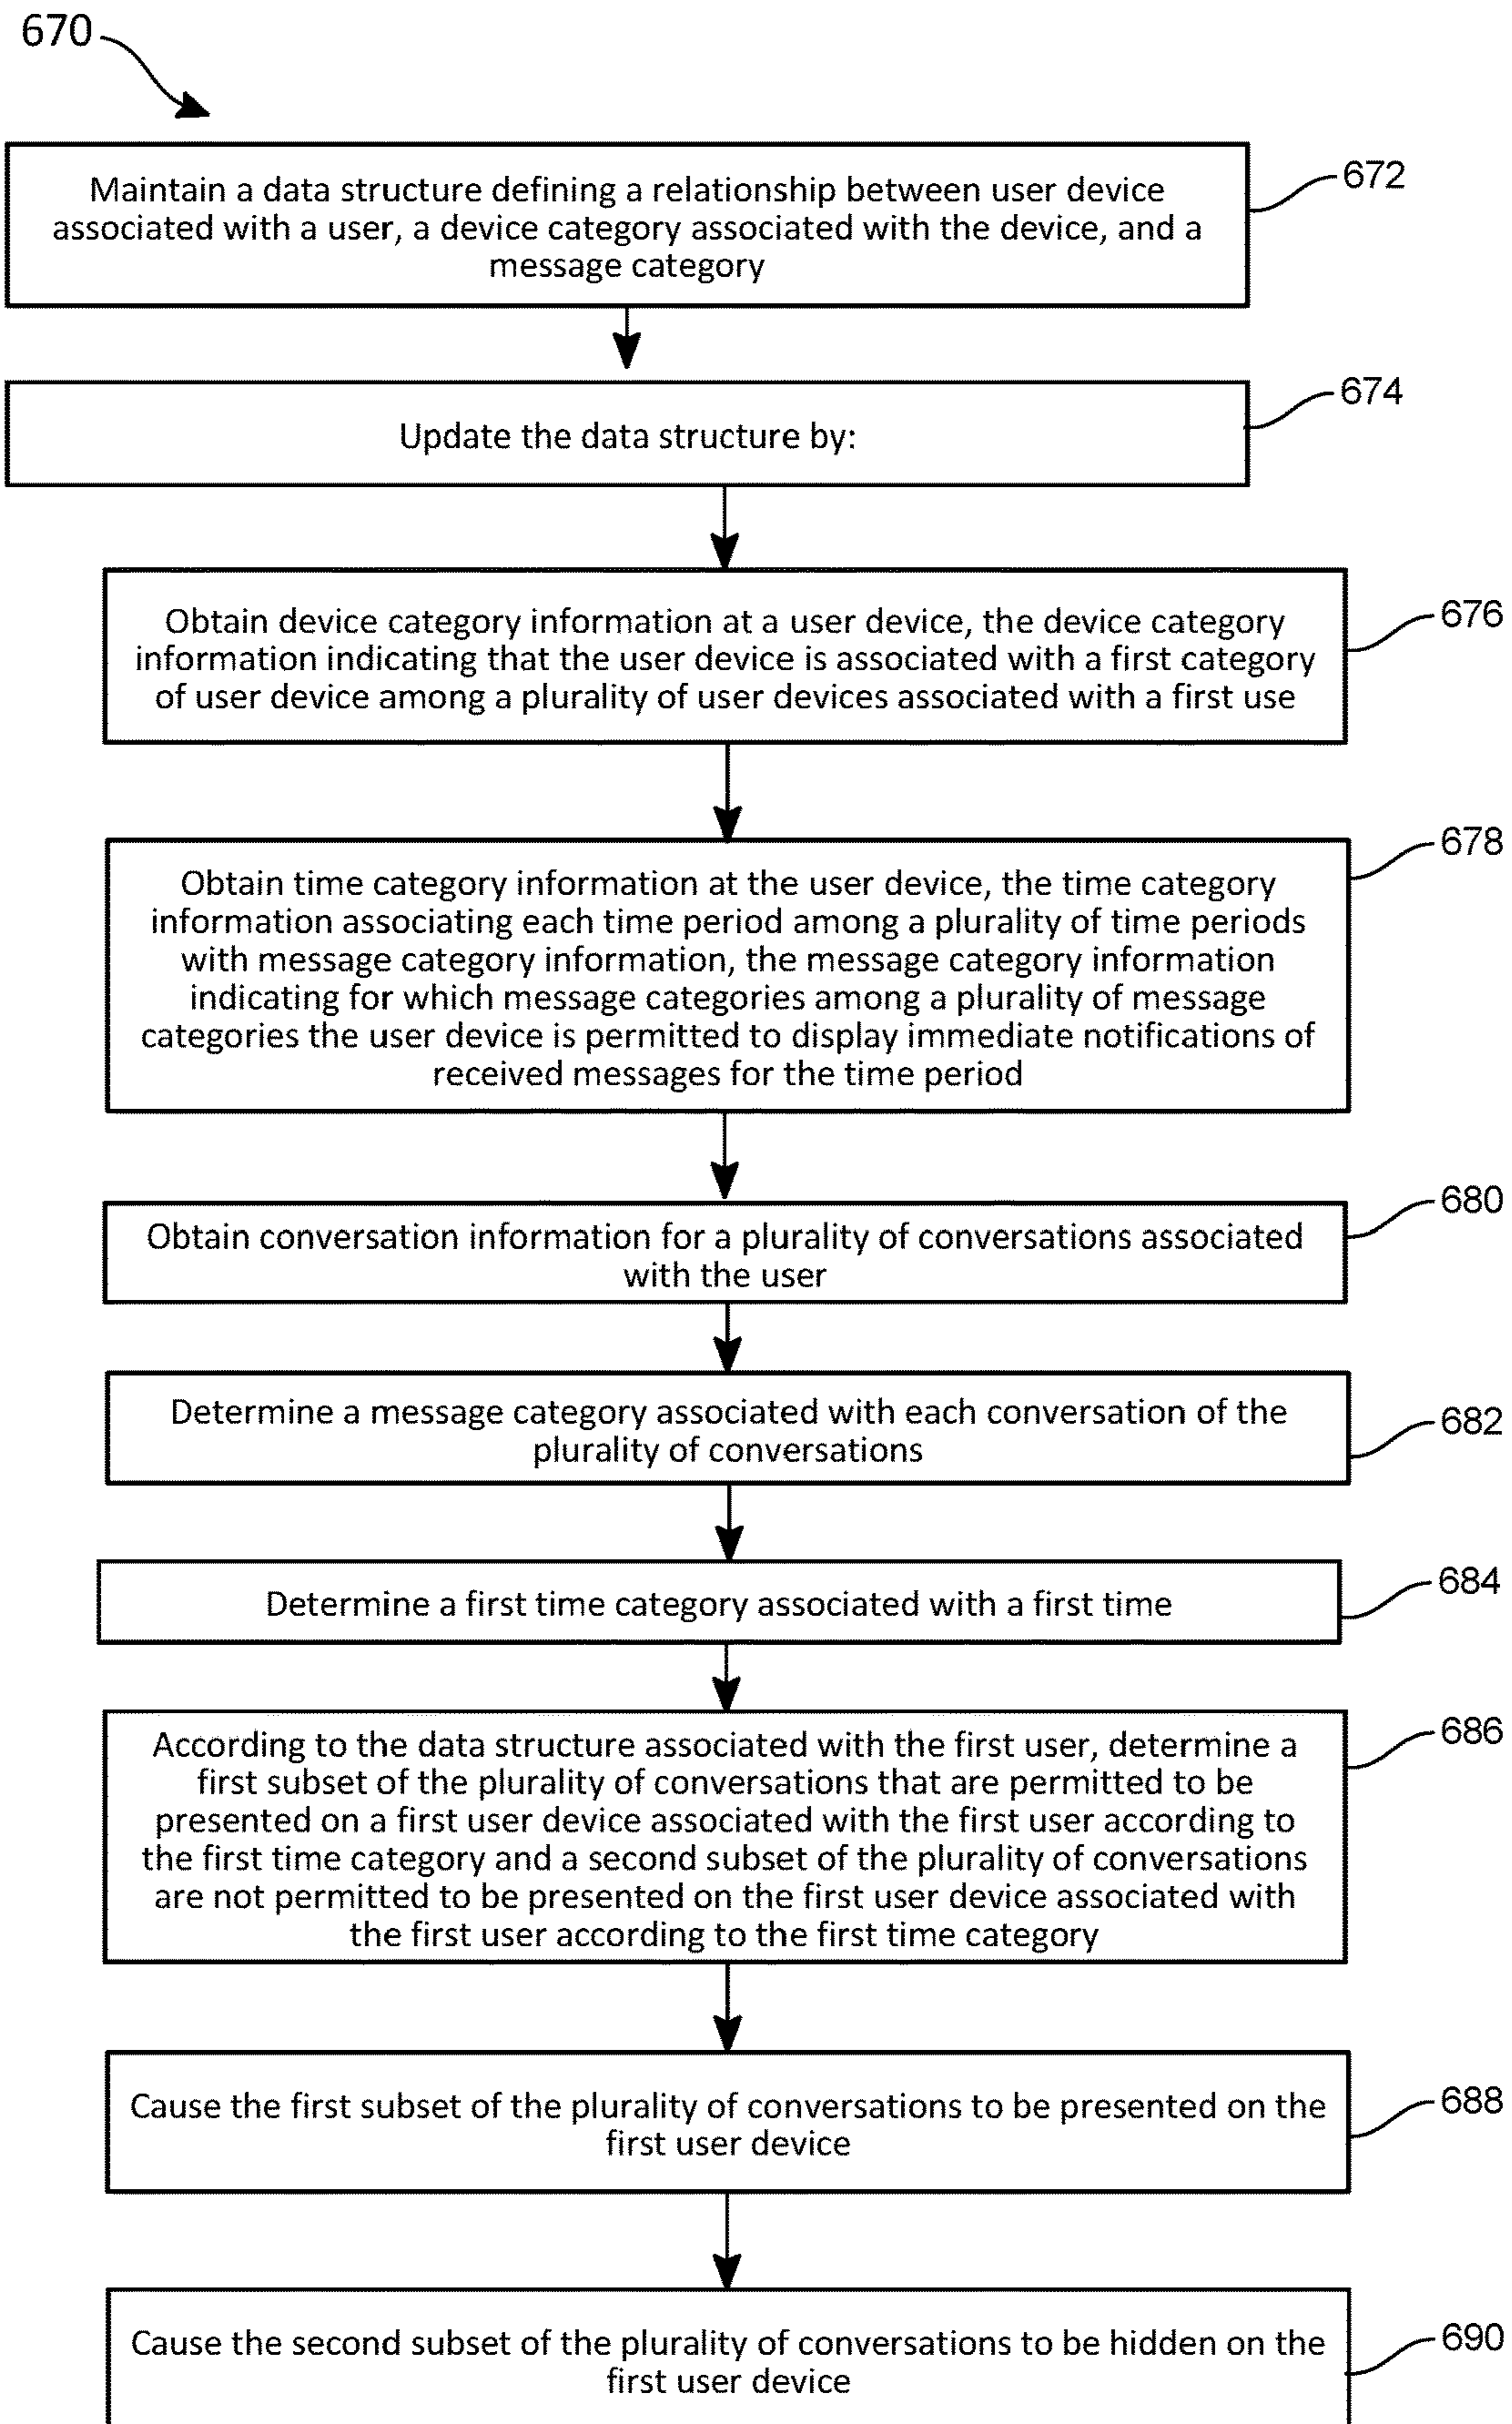 670
672
Maintain a data structure defining a relationship between user device
associated with a user, a device category associated with the device, and a
message category
674
Update the data structure by:
676
Obtain device category information at a user device, the device category
information indicating that the user device is associated with a first category
of user device among a plurality of user devices associated with a first use
678
Obtain time category information at the user device, the time category
information associating each time period among a plurality of time periods
with message category information, the message category information
indicating for which message categories among a plurality of message
categories the user device is permitted to display immediate notifications of
received messages for the time period
680
Obtain conversation information for a plurality of conversations associated
with the user
682
Determine a message category associated with each conversation of the
plurality of conversations
684
Determine a first time category associated with a first time
686
According to the data structure associated with the first user, determine a
first subset of the plurality of conversations that are permitted to be
presented on a first user device associated with the first user according to
the first time category and a second subset of the plurality of conversations
are not permitted to be presented on the first user device associated with
the first user according to the first time category
688
Cause the first subset of the plurality of conversations to be presented on the
first user device
690
Cause the second subset of the plurality of conversations to be hidden on the
first user device